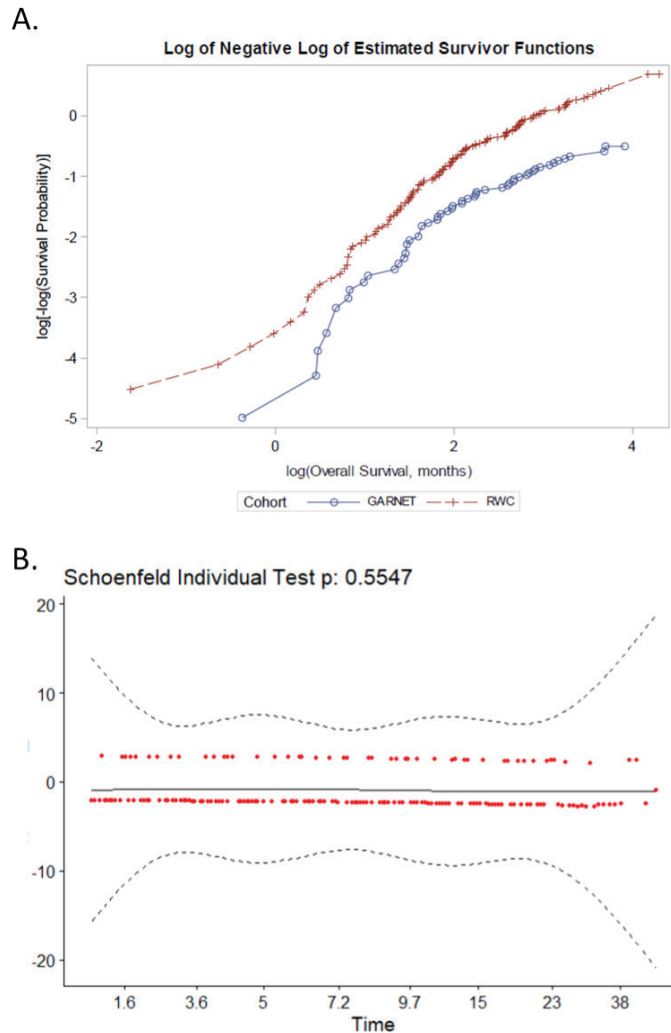 A.
Log of Negative Log of Estimated Survivor Functions
log[-log(Survival Probability)]
0
-1
-2
-3
-4
-5
-2
0
2
4
log(Overall Survival, months)
Cohort GARNET RWC
B.
Schoenfeld Individual Test p: 0.5547
20
10
0
-10
-20
1.6 3.6 5 7.2 9.7 15 23 38
Time